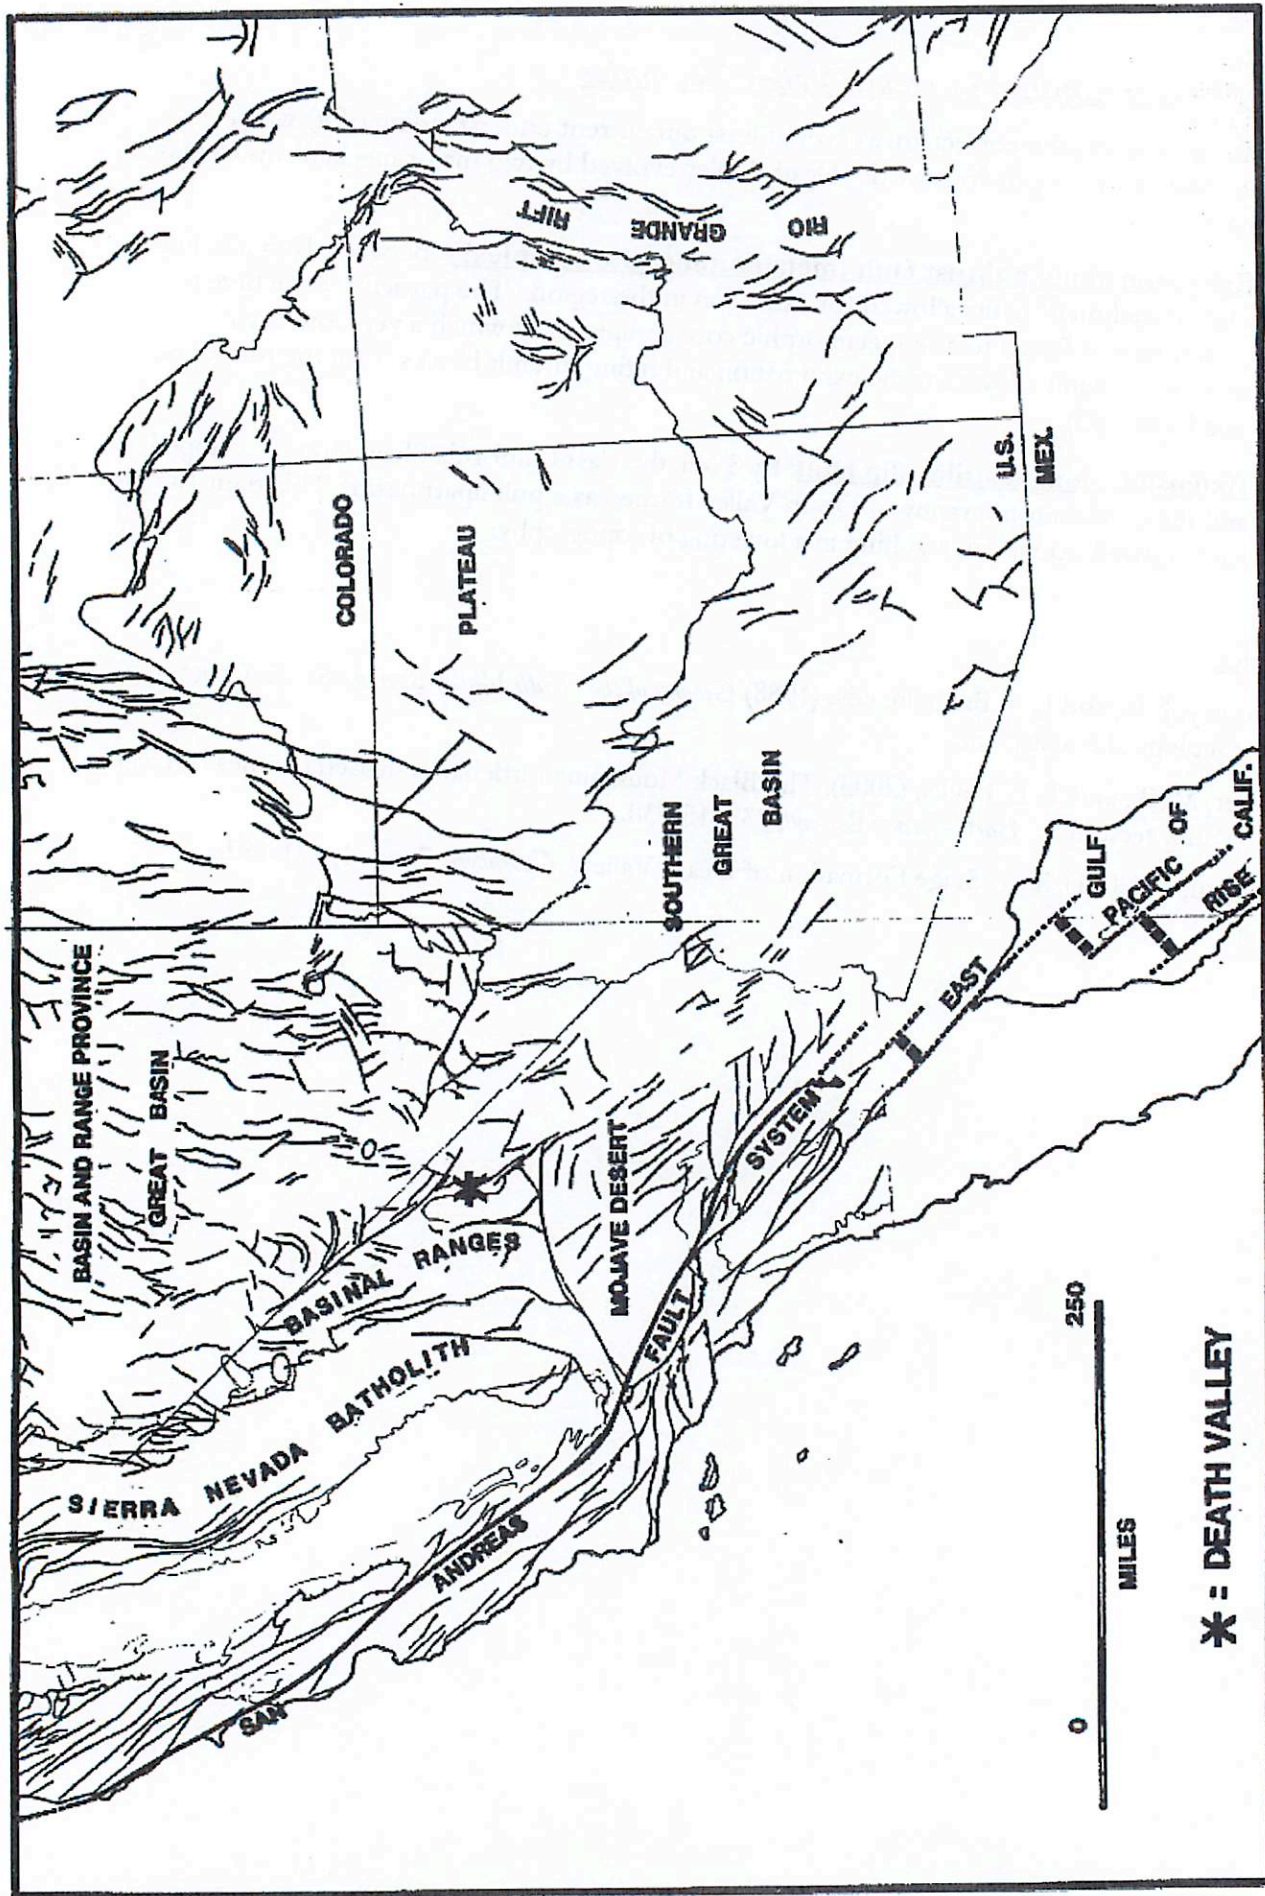 BASIN AND RANGE PROVINCE
GREAT BASIN
COLORADO
PLATEAU
RIO GRANDE RIFT
SIERRA NEVADA BATHOLITH
BASINAL RANGES
MOJAVE DESERT
SOUTHERN
GREAT
BASIN
U.S.
MEX.
SAN ANDREAS FAULT SYSTEM
EAST PACIFIC RISE
GULF OF CALIF.
0 250
MILES
* = DEATH VALLEY